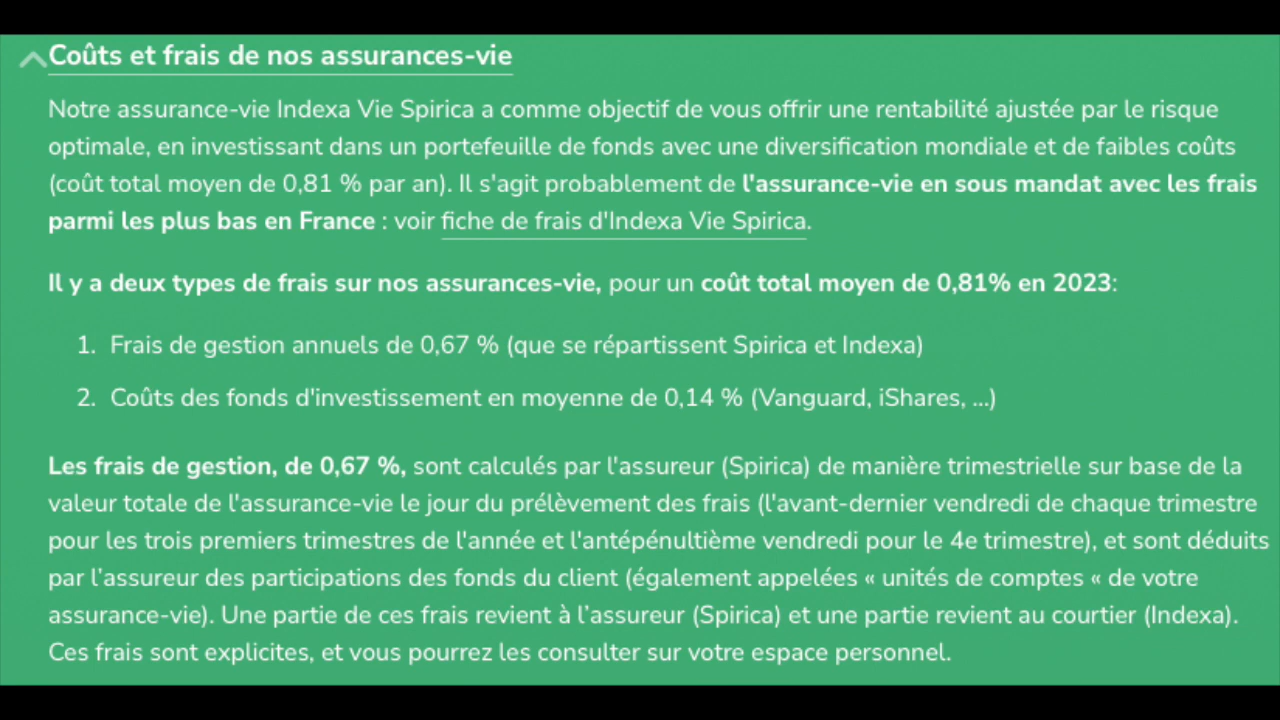 Coûts et frais de nos assurances-vie
Notre assurance-vie Indexa Vie Spirica a comme objectif de vous offrir une rentabilité ajustée par le risque
optimale, en investissant dans un portefeuille de fonds avec une diversification mondiale et de faibles coûts
(coût total moyen de 0,81 % par an). Il s'agit probablement de l'assurance-vie en sous mandat avec les frais
parmi les plus bas en France : voir fiche de frais d'Indexa Vie Spirica.
Il y a deux types de frais sur nos assurances-vie, pour un coût total moyen de 0,81% en 2023:
1. Frais de gestion annuels de 0,67 % (que se répartissent Spirica et Indexa)
2. Coûts des fonds d'investissement en moyenne de 0,14 % (Vanguard, iShares, ...)
Les frais de gestion, de 0,67 %, sont calculés par l'assureur (Spirica) de manière trimestrielle sur base de la
valeur totale de l'assurance-vie le jour du prélèvement des frais (l'avant-dernier vendredi de chaque trimestre
pour les trois premiers trimestres de l'année et l'antépénultième vendredi pour le 4e trimestre), et sont déduits
par l’assureur des participations des fonds du client (également appelées « unités de comptes « de votre
assurance-vie). Une partie de ces frais revient à l’assureur (Spirica) et une partie revient au courtier (Indexa).
Ces frais sont explicites, et vous pourrez les consulter sur votre espace personnel.